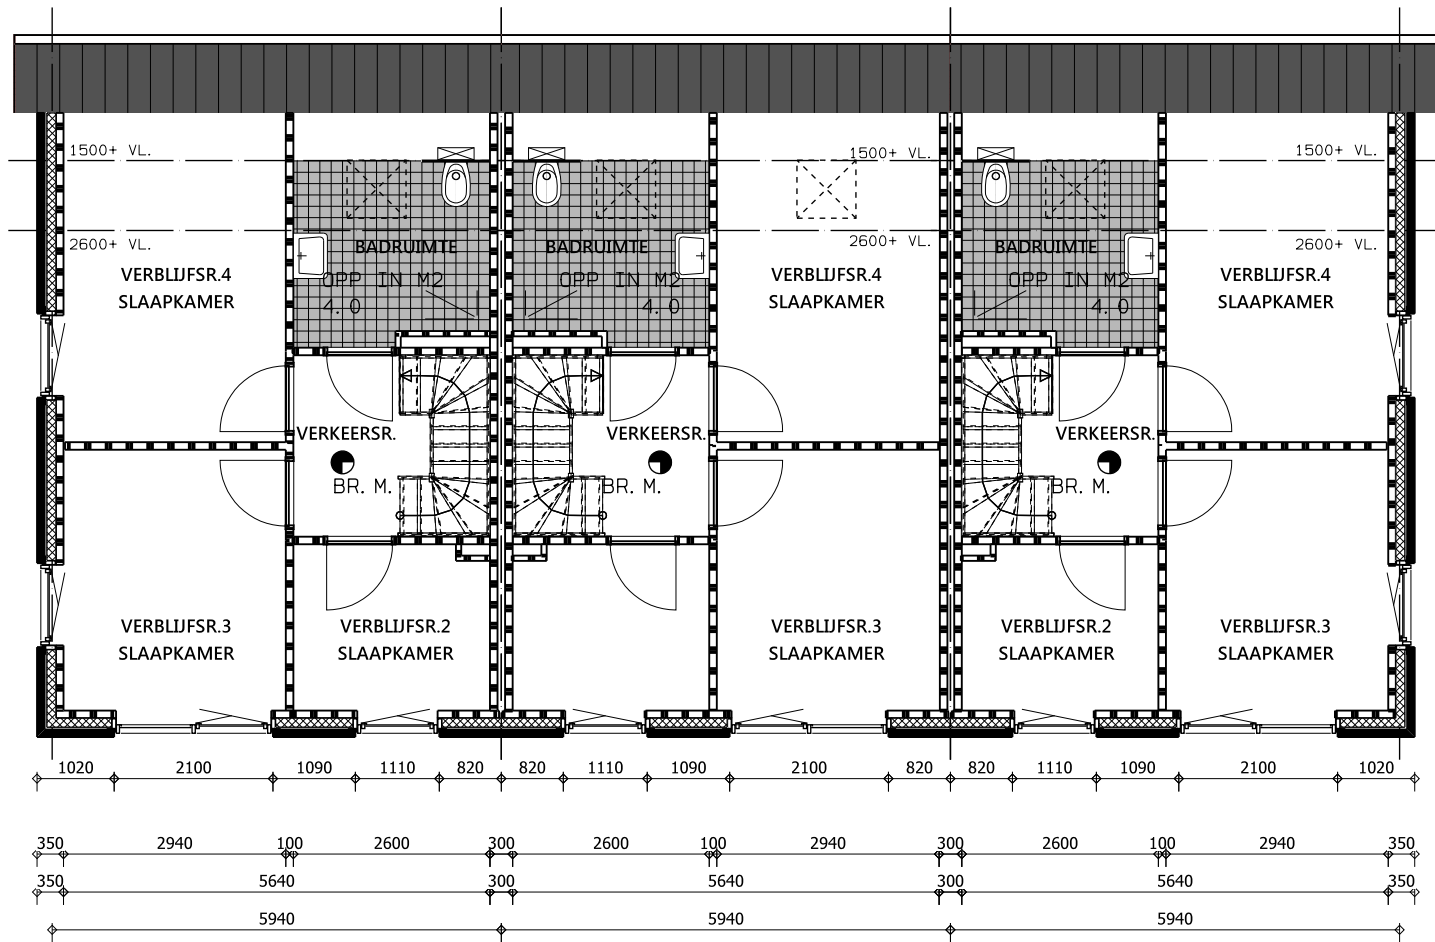 1500+ VL.
1500+ VL.
1500+ VL.
2600+ VL.
2600+ VL.
2600+ VL.
BADRUIMTE
BADRUIMTE
BADRUIMTE
OPP IN M2
4.0
OPP IN M2
4.0
OPP IN M2
4.0
VERBLIJFSR.4
SLAAPKAMER
VERBLIJFSR.4
SLAAPKAMER
VERBLIJFSR.4
SLAAPKAMER
VERKEERSR.
VERKEERSR.
VERKEERSR.
BR. M.
BR. M.
BR. M.
VERBLIJFSR.3
SLAAPKAMER
VERBLIJFSR.2
SLAAPKAMER
VERBLIJFSR.3
SLAAPKAMER
VERBLIJFSR.2
SLAAPKAMER
VERBLIJFSR.3
SLAAPKAMER
1020 2100 1090 1110 820 820 1110 1090 2100 820 820 1110 1090 2100 1020
350 2940 100 2600 300 2600 100 2940 300 2600 100 2940 350
350 5640 300 5640 300 5640 350
5940 5940 5940